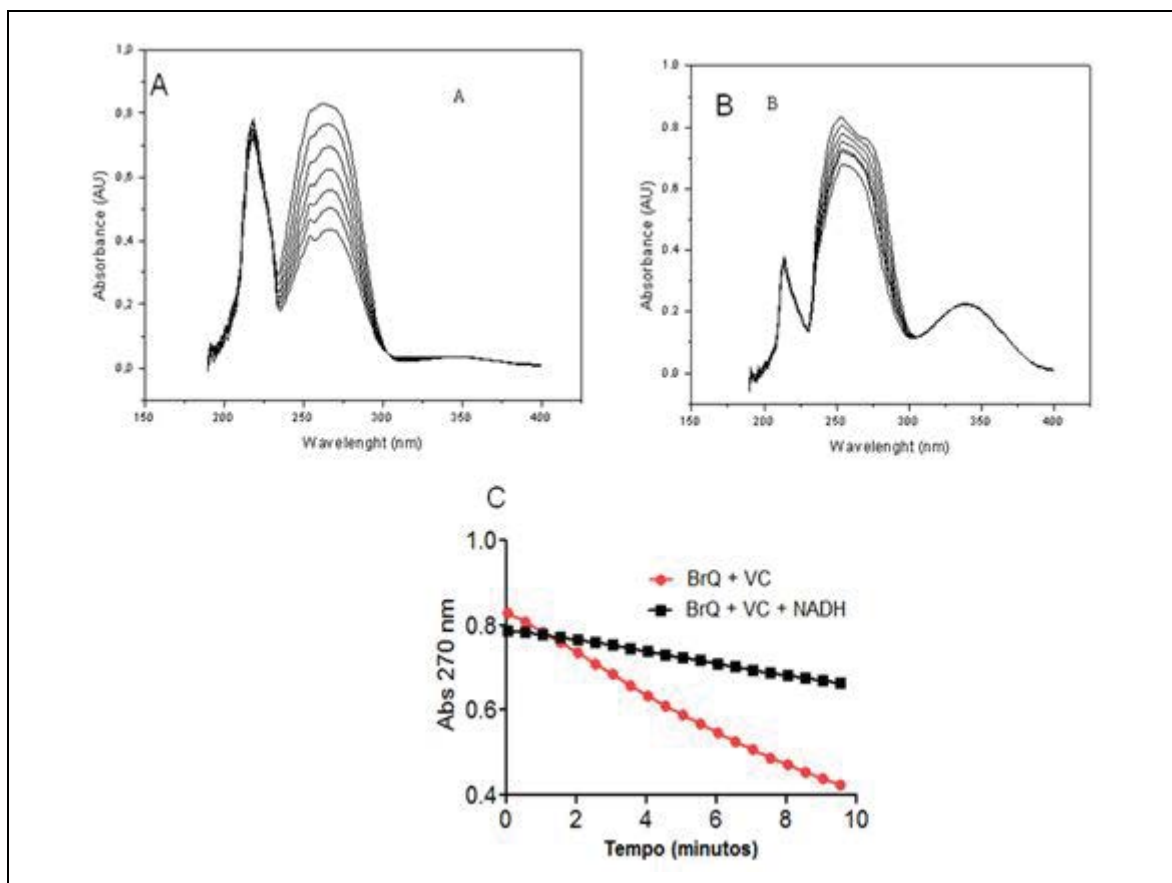 A
A
1,0
0,8
0,6
0,4
0,2
0,0
Absorbance (AU)
150
200
250
300
350
400
Wavelenght (nm)
B
B
1.0
0.8
0.6
0.4
0.2
0.0
Absorbance (AU)
150
200
250
300
350
400
Wavelenght (nm)
C
1.0
0.8
0.6
0.4
Abs 270 nm
BrQ + VC
BrQ + VC + NADH
0
2
4
6
8
10
Tempo (minutos)